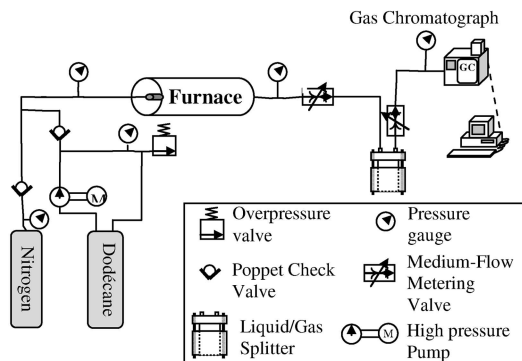 Gas Chromatograph
GC
Furnace
M
Nitrogen
Dodécane
Overpressure
valve
Pressure
gauge
Poppet Check
Valve
Medium-Flow
Metering
Valve
Liquid/Gas
Splitter
M
High pressure
Pump